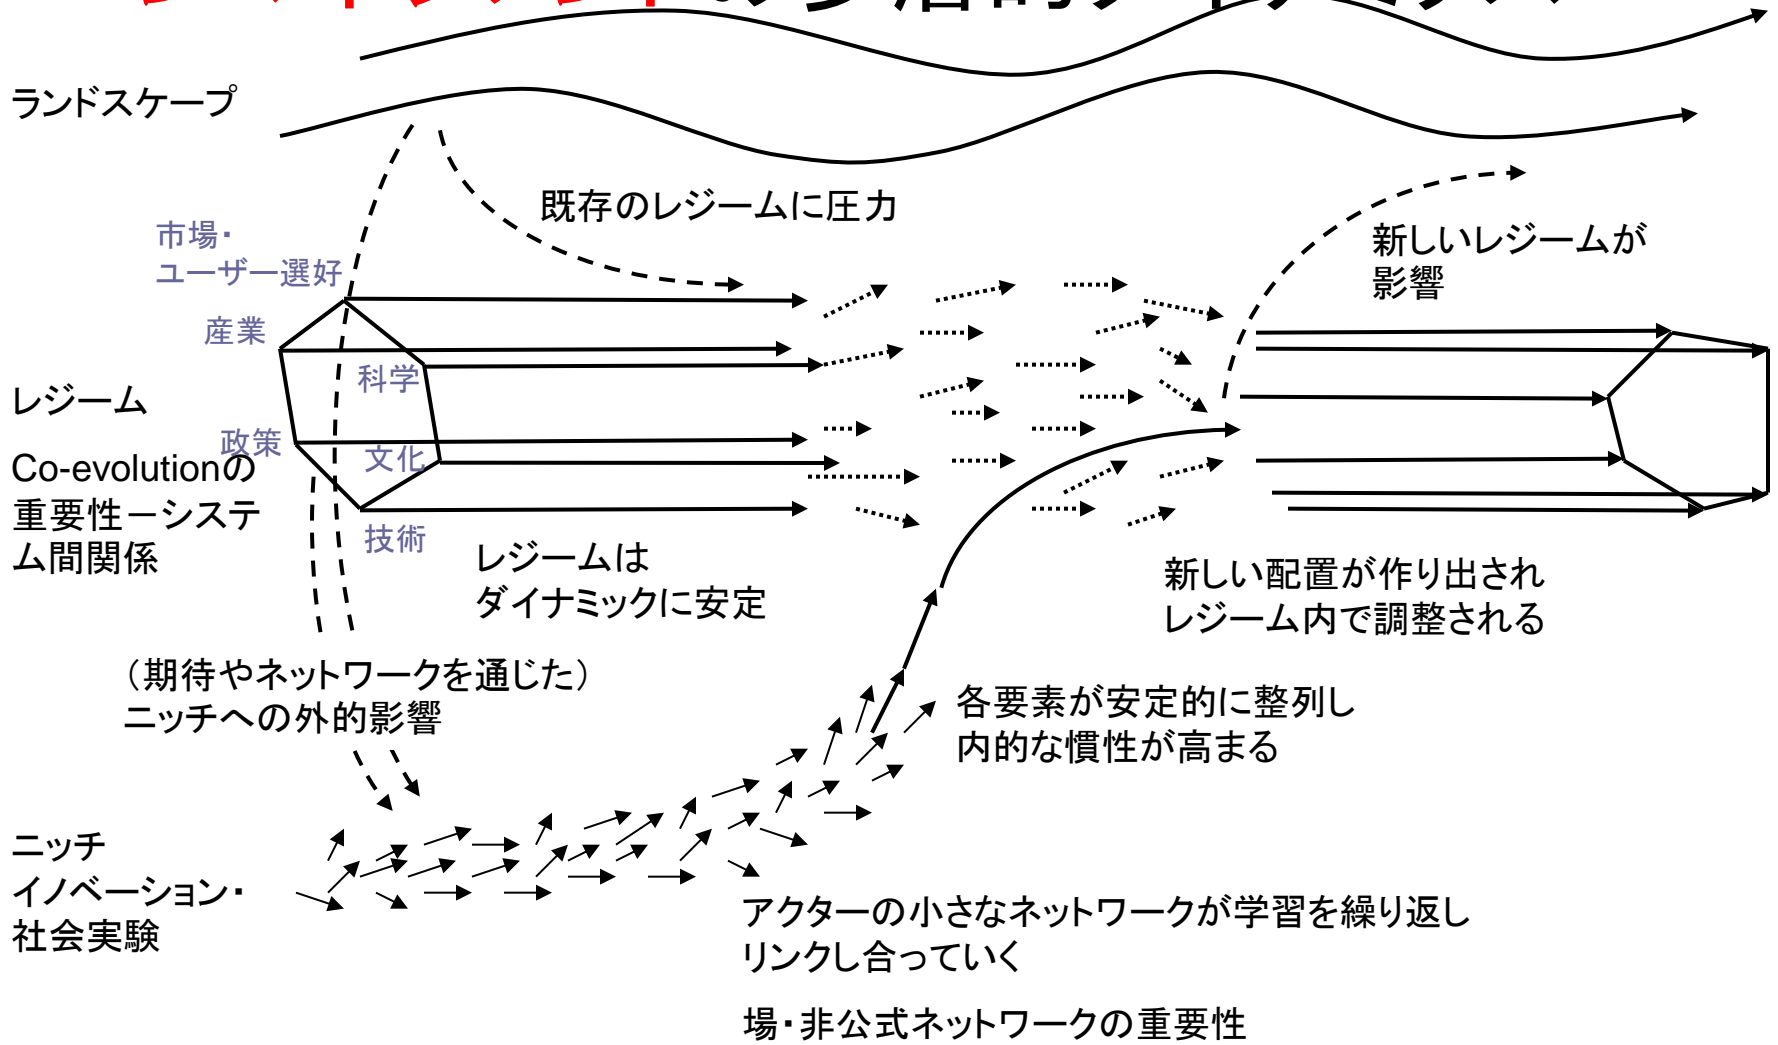 の多層的ダイナミクス
ランドスケープ
既存のレジームに圧力
市場・
ユーザー選好
新しいレジームが
影響
産業
科学
レジーム
政策
文化
Co-evolutionの
重要性－システ
ム間関係
技術
レジームは
ダイナミックに安定
新しい配置が作り出され
レジーム内で調整される
（期待やネットワークを通じた）
ニッチへの外的影響
各要素が安定的に整列し
内的な慣性が高まる
ニッチ
イノベーション・
社会実験
アクターの小さなネットワークが学習を繰り返し
リンクし合っていく
場・非公式ネットワークの重要性